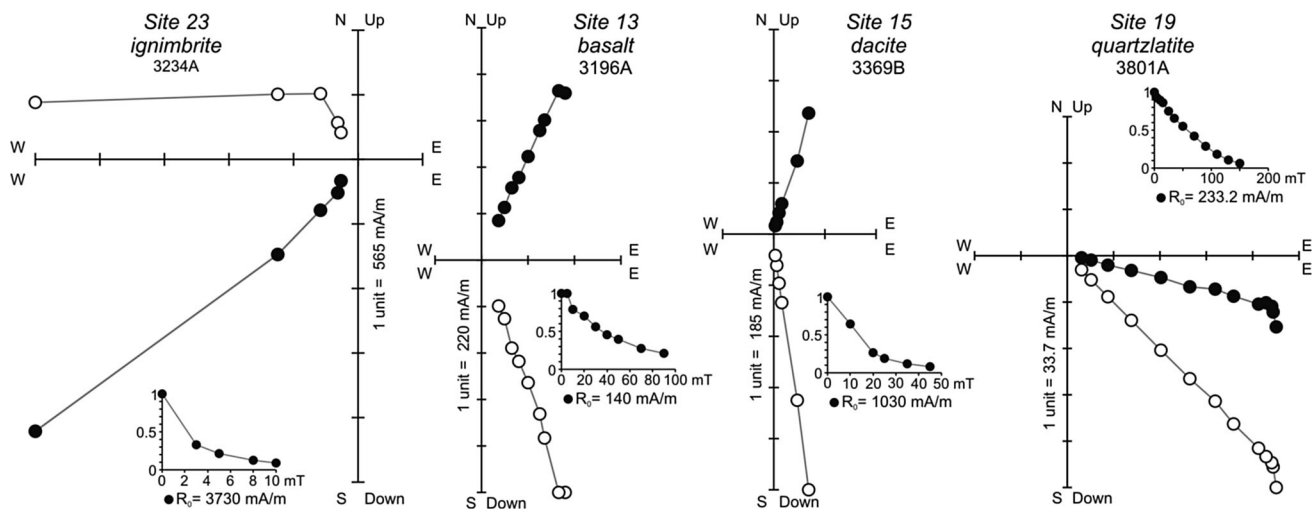 Site 23
ignimbrite
3234A
N Up
W E
W E
1 unit = 565 mA/m
S Down
1
0.5
0
0 2 4 6 8 10 mT
R₀= 3730 mA/m
Site 13
basalt
3196A
N Up
W E
W E
1 unit = 220 mA/m
S Down
1
0.5
0
0 20 40 60 80 100 mT
R₀= 140 mA/m
Site 15
dacite
3369B
N Up
W E
W E
1 unit = 185 mA/m
S Down
1
0.5
0
0 10 20 30 40 50 mT
R₀= 1030 mA/m
Site 19
quartzlatite
3801A
N Up
W E
W E
1 unit = 33.7 mA/m
S Down
1
0.5
0
0 100 200 mT
R₀= 233.2 mA/m